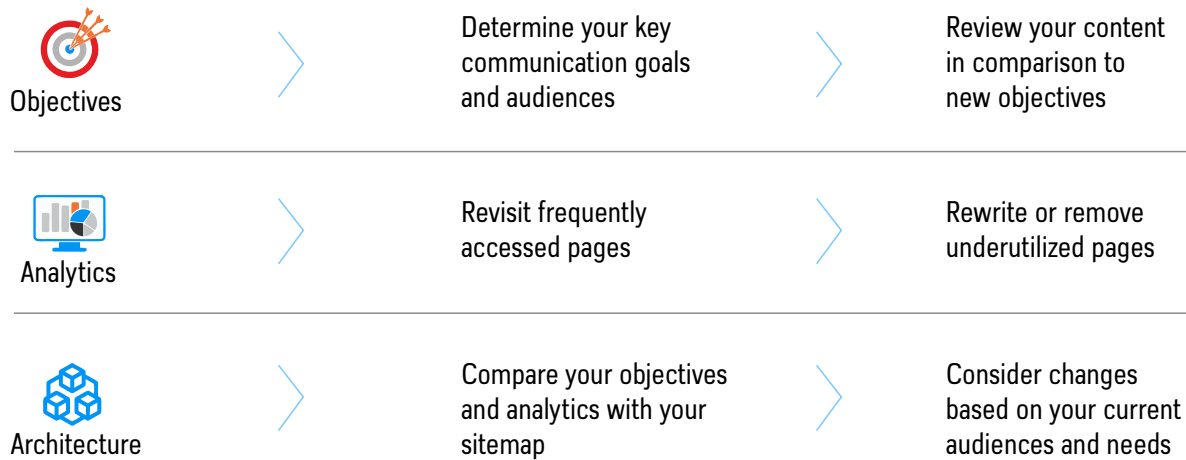 Objectives
Determine your key
communication goals
and audiences
Review your content
in comparison to
new objectives
Analytics
Revisit frequently
accessed pages
Rewrite or remove
underutilized pages
Architecture
Compare your objectives
and analytics with your
sitemap
Consider changes
based on your current
audiences and needs